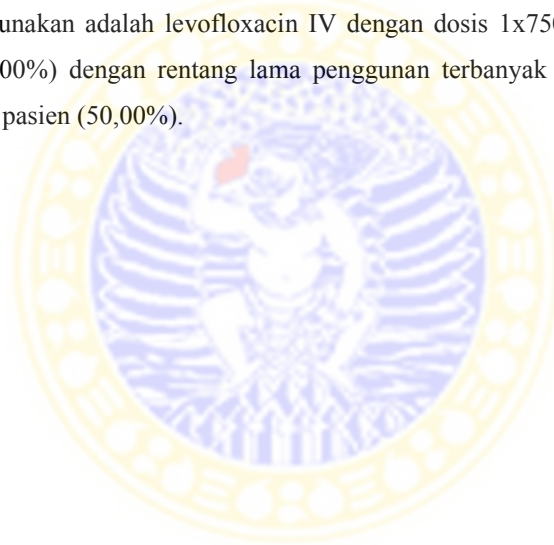 unakan adalah levofloxacin IV dengan dosis 1x750
00%) dengan rentang lama penggunan terbanyak
pasien (50,00%).